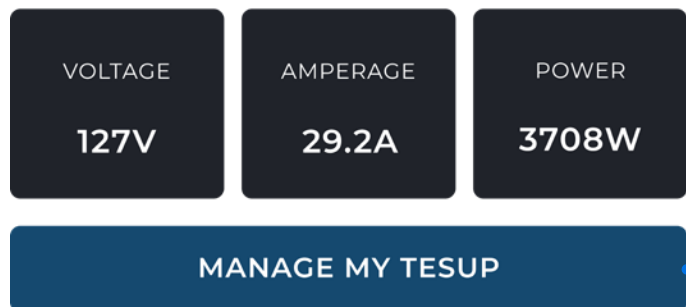 VOLTAGE
127V
AMPERAGE
29.2A
POWER
3708W
MANAGE MY TESUP